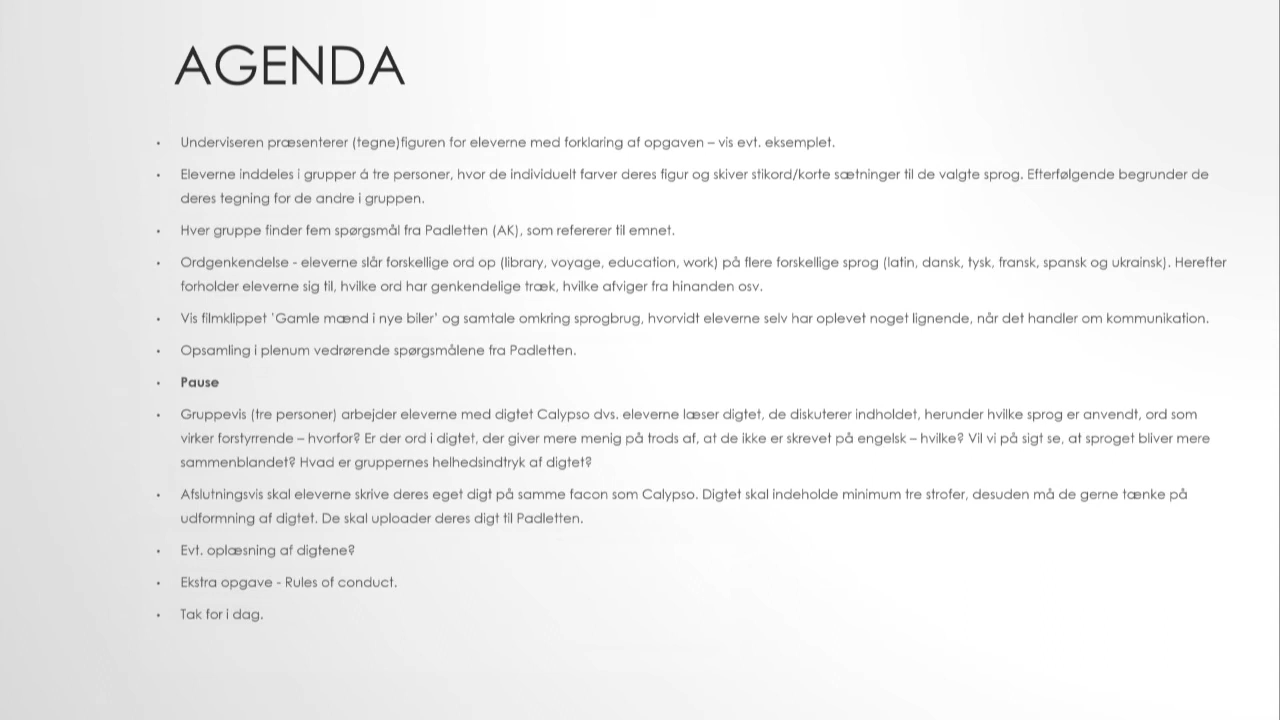 AGENDA
• Underviseren præsenterer (tegne)figuren for eleverne med forklaring af opgaven – vis evt. eksemplet.
• Eleverne inddeles i grupper á tre personer, hvor de individuelt farver deres figur og skiver stikord/korte sætninger til de valgte sprog. Efterfølgende begrunder de
deres tegning for de andre i gruppen.
• Hver gruppe finder fem spørgsmål fra Padletten (AK), som refererer til emnet.
• Ordgenkendelse - eleverne slår forskellige ord op (library, voyage, education, work) på flere forskellige sprog (latin, dansk, tysk, fransk, spansk og ukrainsk). Herefter
forholder eleverne sig til, hvilke ord har genkendelige træk, hvilke afviger fra hinanden osv.
• Vis filmklippet 'Gamle mænd i nye biler' og samtale omkring sprogbrug, hvorvidt eleverne selv har oplevet noget lignende, når det handler om kommunikation.
• Opsamling i plenum vedrørende spørgsmålene fra Padletten.
• Pause
• Gruppevis (tre personer) arbejder eleverne med digtet Calypso dvs. eleverne læser digtet, de diskuterer indholdet, herunder hvilke sprog er anvendt, ord som
virker forstyrrende – hvorfor? Er der ord i digtet, der giver mere menig på trods af, at de ikke er skrevet på engelsk – hvilke? Vil vi på sigt se, at sproget bliver mere
sammenblandet? Hvad er gruppernes helhedsindtryk af digtet?
• Afslutningsvis skal eleverne skrive deres eget digt på samme facon som Calypso. Digtet skal indeholde minimum tre strofer, desuden må de gerne tænke på
udformning af digtet. De skal uploader deres digt til Padletten.
• Evt. oplæsning af digtene?
• Ekstra opgave - Rules of conduct.
• Tak for i dag.